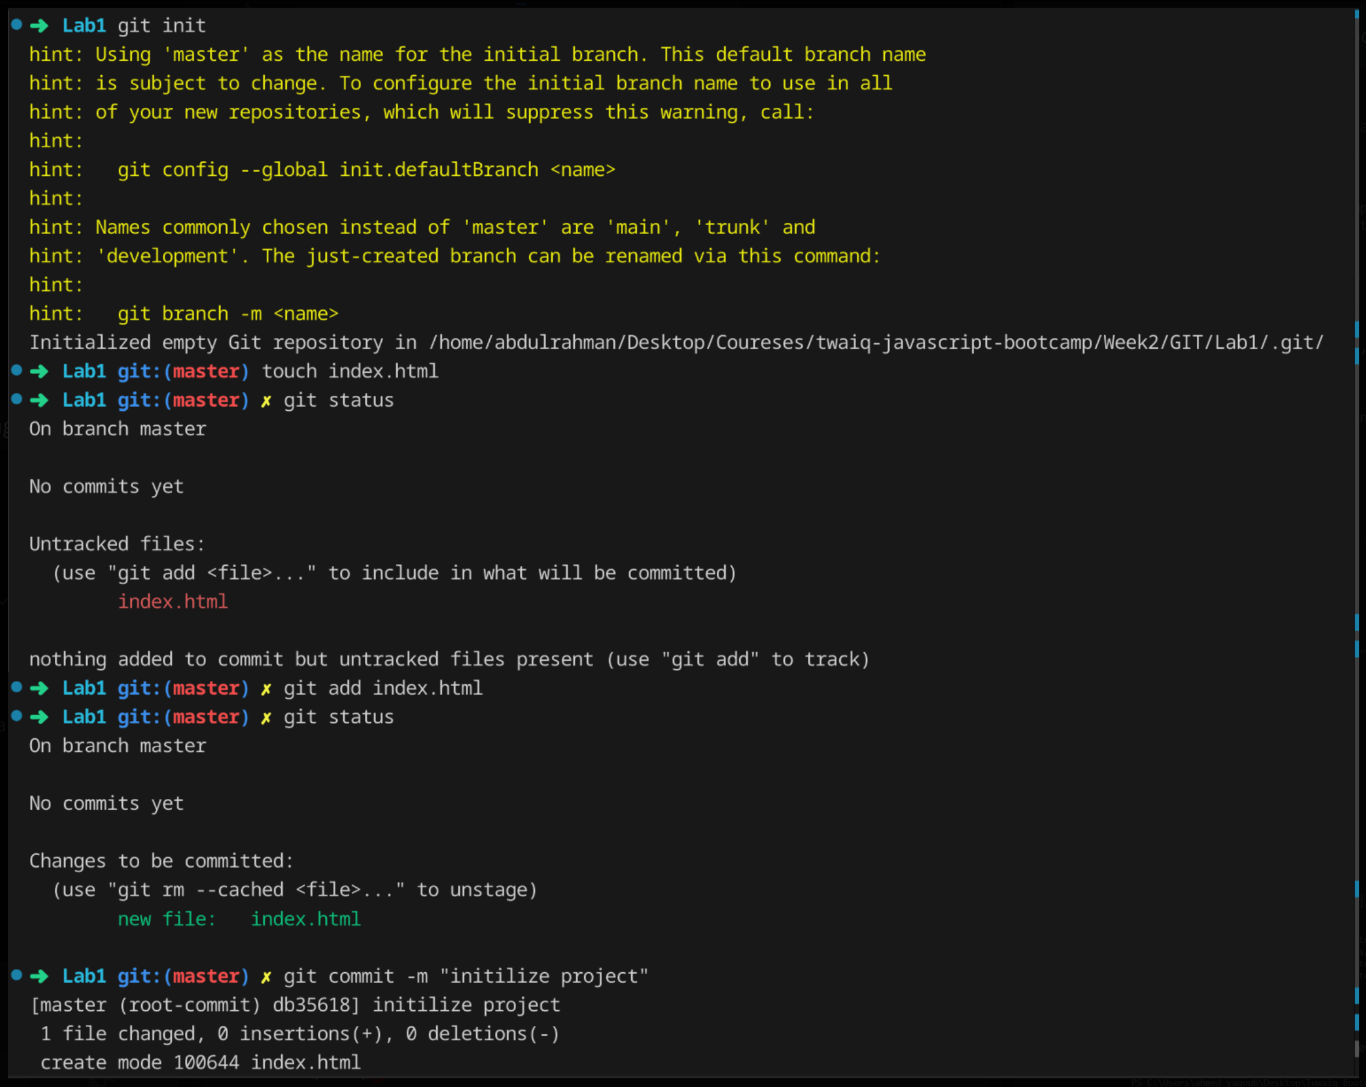 ➜ Lab1 git init
hint: Using 'master' as the name for the initial branch. This default branch name
hint: is subject to change. To configure the initial branch name to use in all
hint: of your new repositories, which will suppress this warning, call:
hint:
hint:   git config --global init.defaultBranch <name>
hint:
hint: Names commonly chosen instead of 'master' are 'main', 'trunk' and
hint: 'development'. The just-created branch can be renamed via this command:
hint:
hint:   git branch -m <name>
Initialized empty Git repository in /home/abdulrahman/Desktop/Coureses/twaiq-javascript-bootcamp/Week2/GIT/Lab1/.git/
➜ Lab1 git:(master) touch index.html
➜ Lab1 git:(master) ✗ git status
On branch master

No commits yet

Untracked files:
  (use "git add <file>..." to include in what will be committed)
        index.html

nothing added to commit but untracked files present (use "git add" to track)
➜ Lab1 git:(master) ✗ git add index.html
➜ Lab1 git:(master) ✗ git status
On branch master

No commits yet

Changes to be committed:
  (use "git rm --cached <file>..." to unstage)
        new file:   index.html

➜ Lab1 git:(master) ✗ git commit -m "initilize project"
[master (root-commit) db35618] initilize project
 1 file changed, 0 insertions(+), 0 deletions(-)
 create mode 100644 index.html